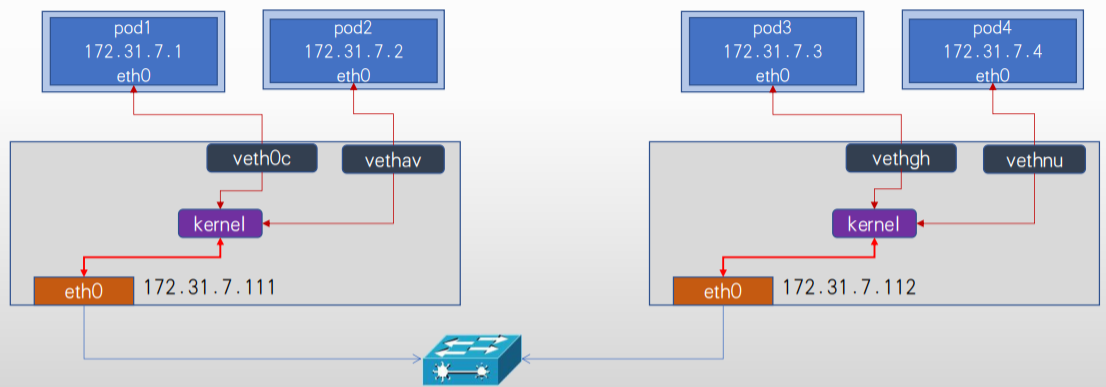 pod1
172.31.7.1
eth0
pod2
172.31.7.2
eth0
pod3
172.31.7.3
eth0
pod4
172.31.7.4
eth0
veth0c
vethav
vethgh
vethnu
kernel
kernel
eth0
172.31.7.111
eth0
172.31.7.112